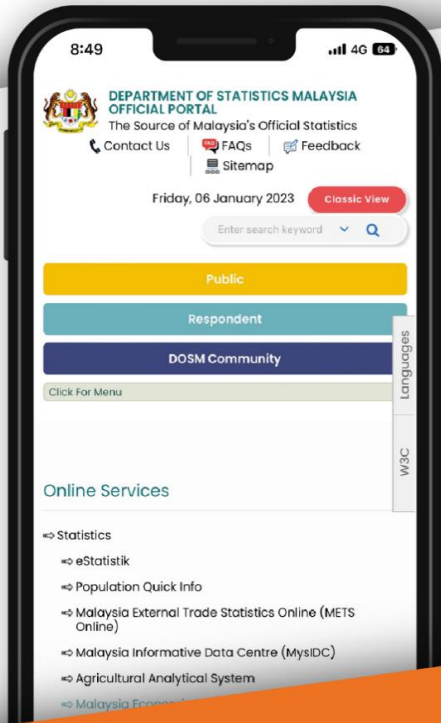 8:49
4G 64
DEPARTMENT OF STATISTICS MALAYSIA
OFFICIAL PORTAL
The Source of Malaysia's Official Statistics
Contact Us
FAQ
FAQs
Feedback
Sitemap
Friday, 06 January 2023
Classic View
Enter search keyword
Public
Respondent
DOSM Community
Click For Menu
Languages
W3C
Online Services
Statistics
eStatistik
Population Quick Info
Malaysia External Trade Statistics Online (METS
Online)
Malaysia Informative Data Centre (MysIDC)
Agricultural Analytical System
Malaysia